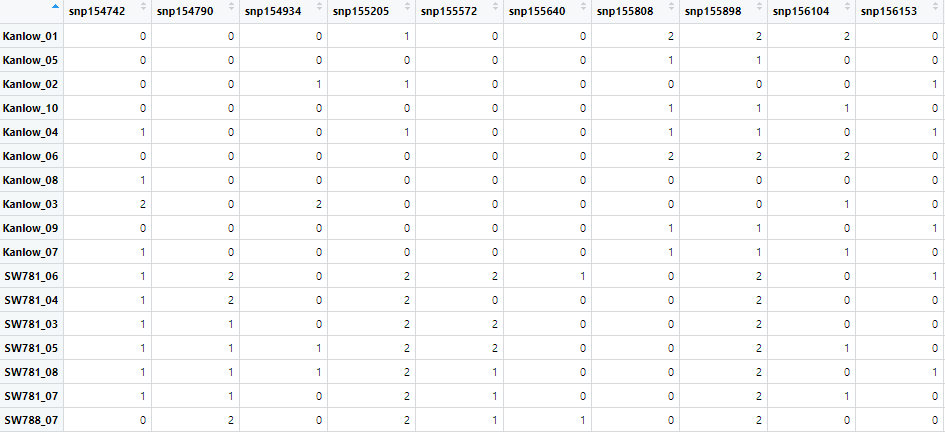 snp154742 snp154790 snp154934 snp155205 snp155572 snp155640 snp155808 snp155898 snp156104 snp156153
Kanlow_01 0 0 0 1 0 0 2 2 2 0
Kanlow_05 0 0 0 0 0 0 1 1 0 0
Kanlow_02 0 0 1 1 0 0 0 0 0 1
Kanlow_10 0 0 0 0 0 0 1 1 1 0
Kanlow_04 1 0 0 1 0 0 1 1 0 1
Kanlow_06 0 0 0 0 0 0 2 2 2 0
Kanlow_08 1 0 0 0 0 0 0 0 0 0
Kanlow_03 2 0 2 0 0 0 0 0 1 0
Kanlow_09 0 0 0 0 0 0 1 1 0 1
Kanlow_07 1 0 0 0 0 0 1 1 1 0
SW781_06 1 2 0 2 2 1 0 2 0 1
SW781_04 1 2 0 2 0 0 0 2 0 0
SW781_03 1 1 0 2 2 0 0 2 0 0
SW781_05 1 1 1 2 2 0 0 2 1 0
SW781_08 1 1 1 2 1 0 0 2 0 1
SW781_07 1 1 0 2 1 0 0 2 1 0
SW788_07 0 2 0 2 1 1 0 2 0 0